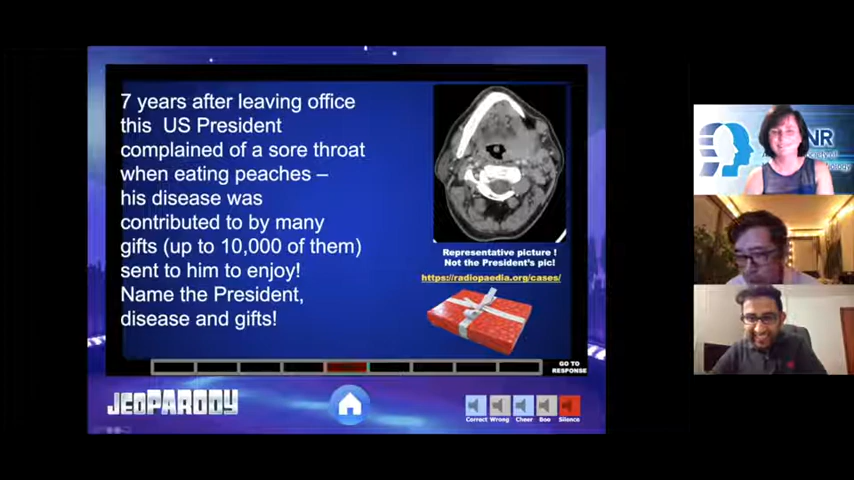 7 years after leaving office
this US President
complained of a sore throat
when eating peaches –
his disease was
contributed to by many
gifts (up to 10,000 of them)
sent to him to enjoy!
Name the President,
disease and gifts!
Representative picture !
Not the President's pic!
https://radiopaedia.org/cases/
GO TO
RESPONSE
JEOPARODY
Correct Wrong Cheer Boo Silence
NR